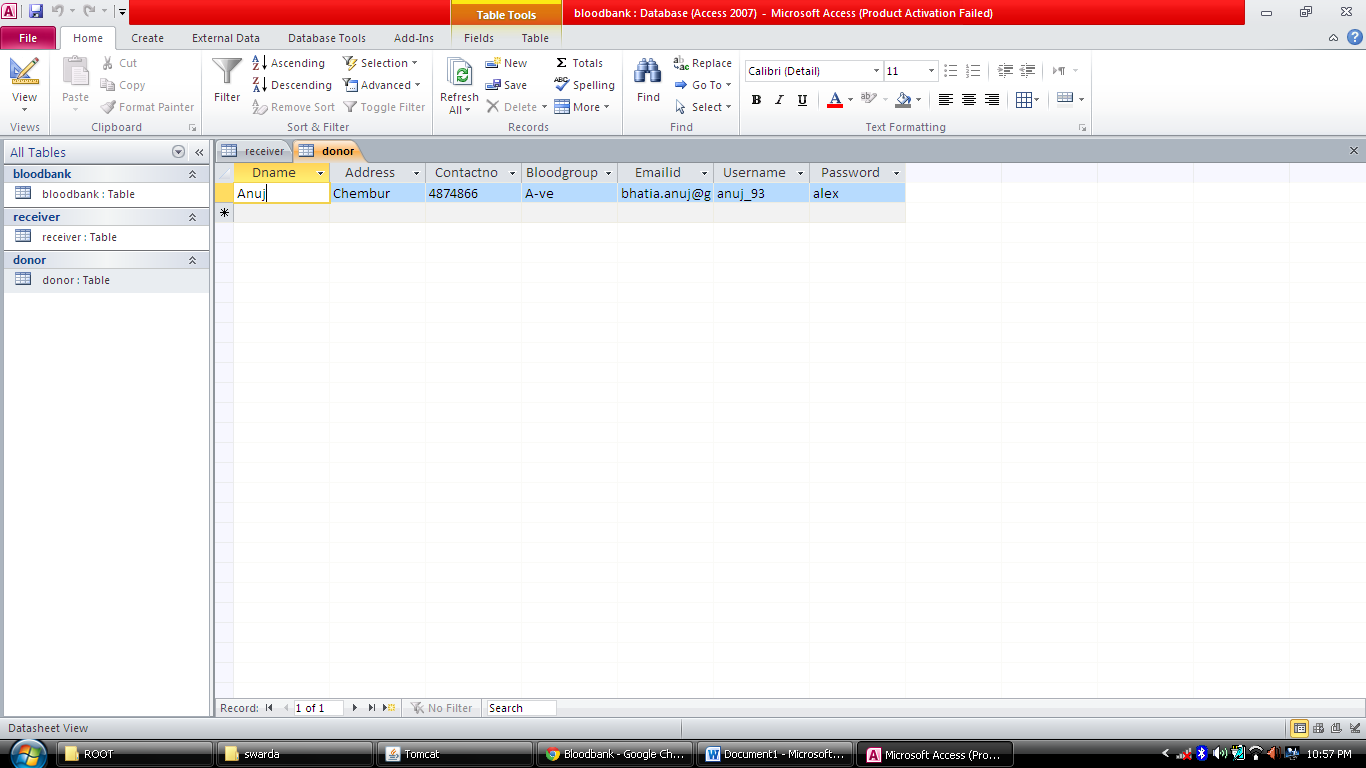 bloodbank : Database (Access 2007) - Microsoft Access (Product Activation Failed)
Table Tools
File Home Create External Data Database Tools Add-Ins Fields Table
View
Views
Paste
Cut
Copy
Format Painter
Clipboard
Filter
Ascending
Descending
Remove Sort
Selection
Advanced
Toggle Filter
Sort & Filter
Refresh
All
New
Save
Delete
Totals
Spelling
More
Records
Find
Replace
Go To
Select
Find
Calibri (Detail) 11
B I U A
Text Formatting
All Tables
bloodbank
bloodbank : Table
receiver
receiver : Table
donor
donor : Table
receiver donor
Dname Address Contactno Bloodgroup Emailid Username Password
Anuj Chembur 4874866 A-ve bhatia.anuj@g anuj_93 alex
Record: 1 of 1 No Filter Search
Datasheet View
ROOT swarda Tomcat Bloodbank - Google Ch... Document1 - Microsoft... Microsoft Access (Pro... 10:57 PM